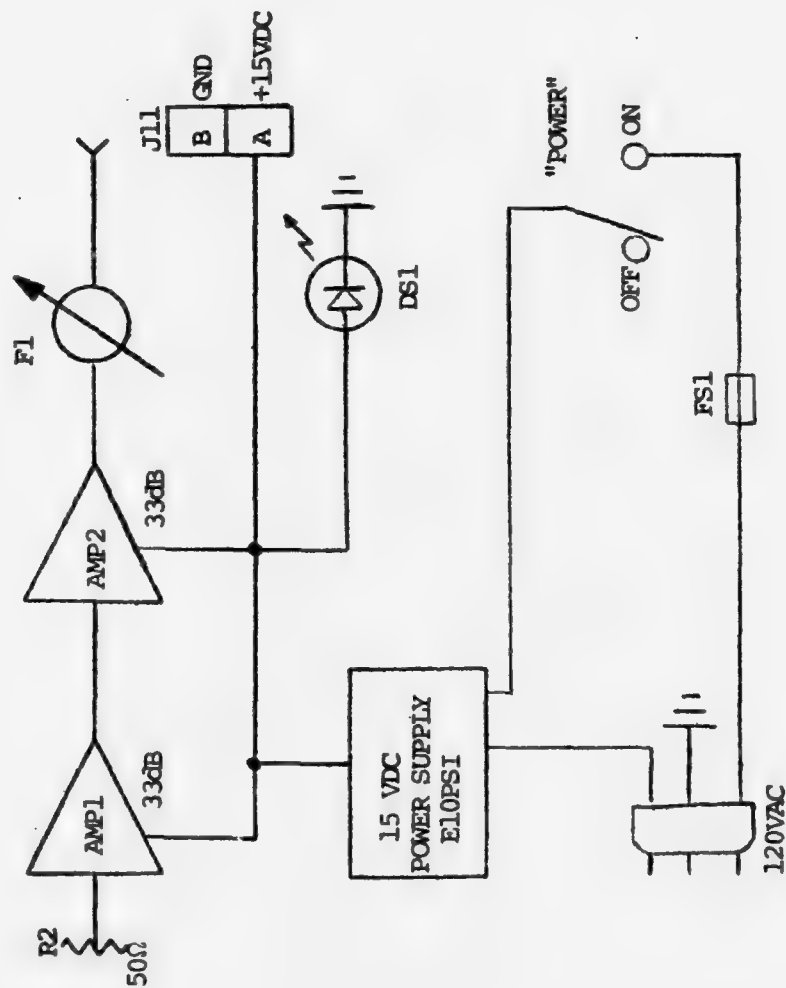 R2
50Ω
AMP1
33dB
AMP2
33dB
F1
J11
B
GND
A
+15VDC
DS1
15 VDC
POWER SUPPLY
E10PS1
"POWER"
OFF
ON
FS1
120VAC